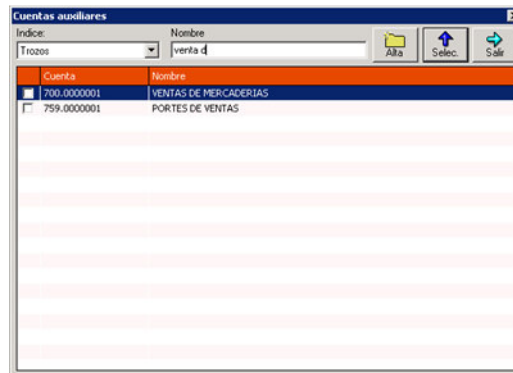 Cuentas auxiliares
Indice:
Nombre
Trozos
venta d
Alta
Selec.
Salir
Cuenta Nombre
700.0000001 VENTAS DE MERCADERIAS
759.0000001 PORTES DE VENTAS